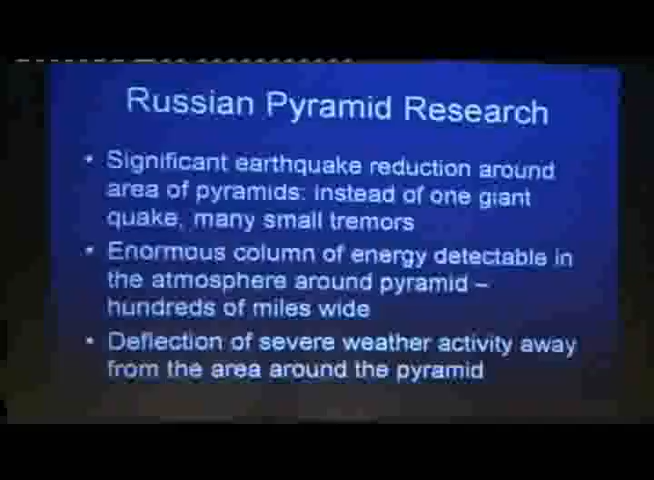 Russian Pyramid Research
• Significant earthquake reduction around
area of pyramids: instead of one giant
quake, many small tremors
• Enormous column of energy detectable in
the atmosphere around pyramid –
hundreds of miles wide
• Deflection of severe weather activity away
from the area around the pyramid